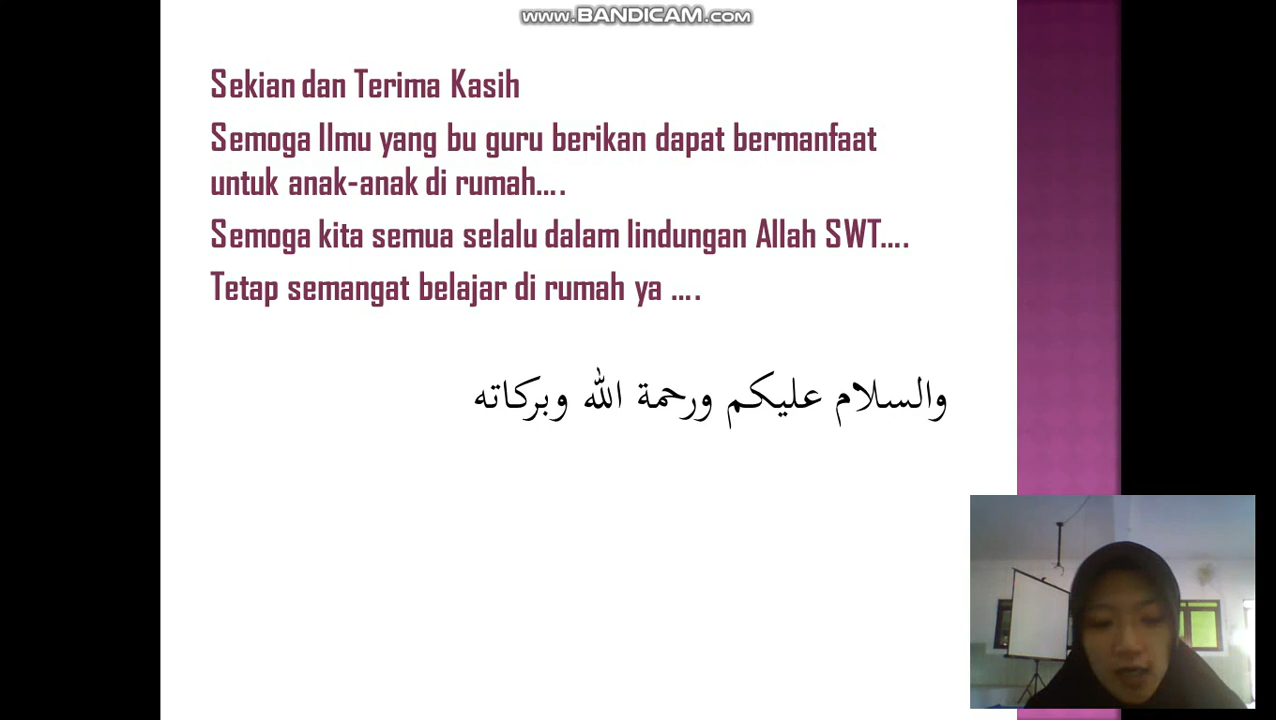 www.BANDICAM.com
Sekian dan Terima Kasih
Semoga Ilmu yang bu guru berikan dapat bermanfaat
untuk anak-anak di rumah....
Semoga kita semua selalu dalam lindungan Allah SWT....
Tetap semangat belajar di rumah ya ....
والسلام عليكم ورحمة الله وبركاته